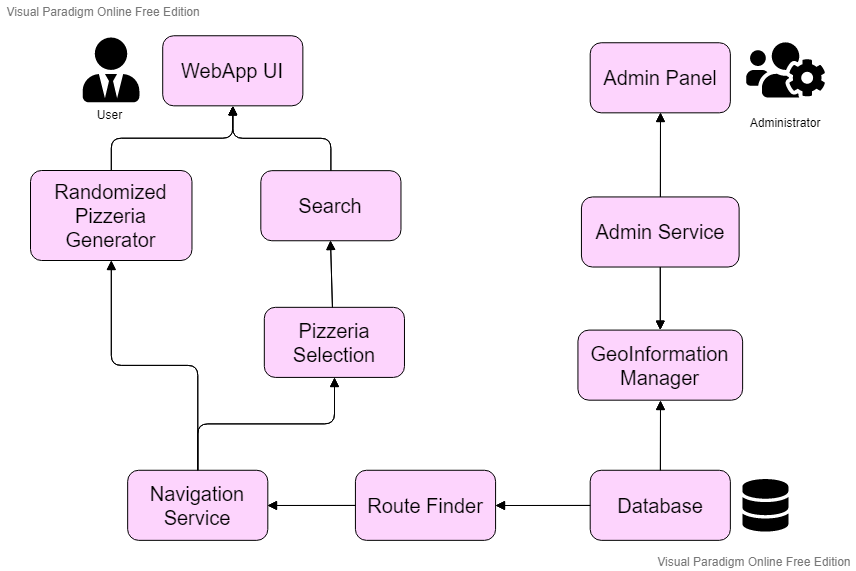 Visual Paradigm Online Free Edition
WebApp UI
User
Admin Panel
Administrator
Randomized
Pizzeria
Generator
Search
Admin Service
Pizzeria
Selection
GeoInformation
Manager
Navigation
Service
Route Finder
Database
Visual Paradigm Online Free Edition